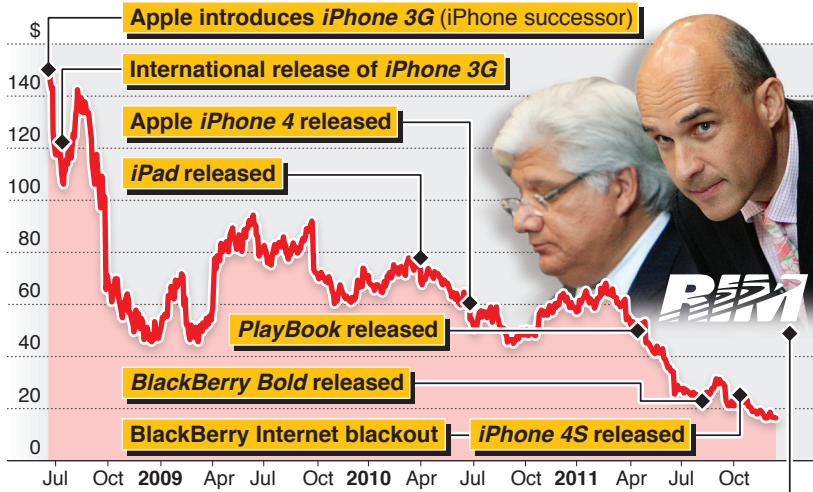 Apple introduces iPhone 3G (iPhone successor)
$
International release of iPhone 3G
140
Apple iPhone 4 released
120
iPad released
100
80
60
RIM
PlayBook released
40
BlackBerry Bold released
20
BlackBerry Internet blackout
iPhone 4S released
0
Jul Oct 2009 Apr Jul 2010 Apr Jul 2011 Apr Jul Oct